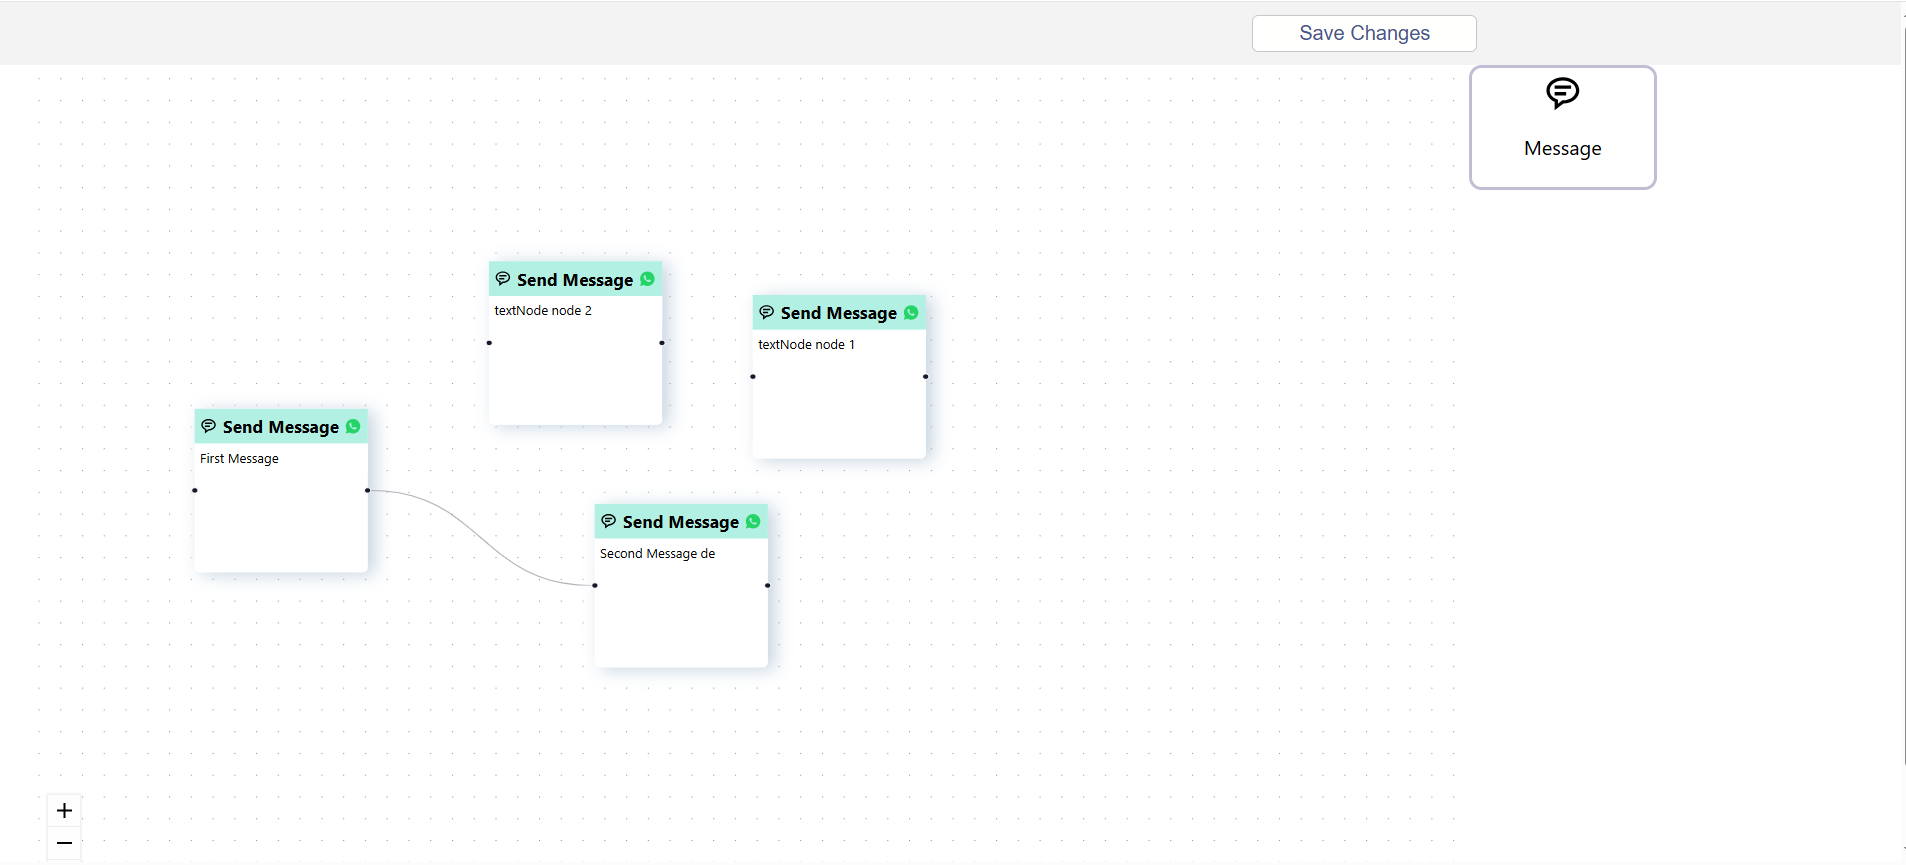 Save Changes
Message
Send Message
textNode node 2
Send Message
textNode node 1
Send Message
First Message
Send Message
Second Message de